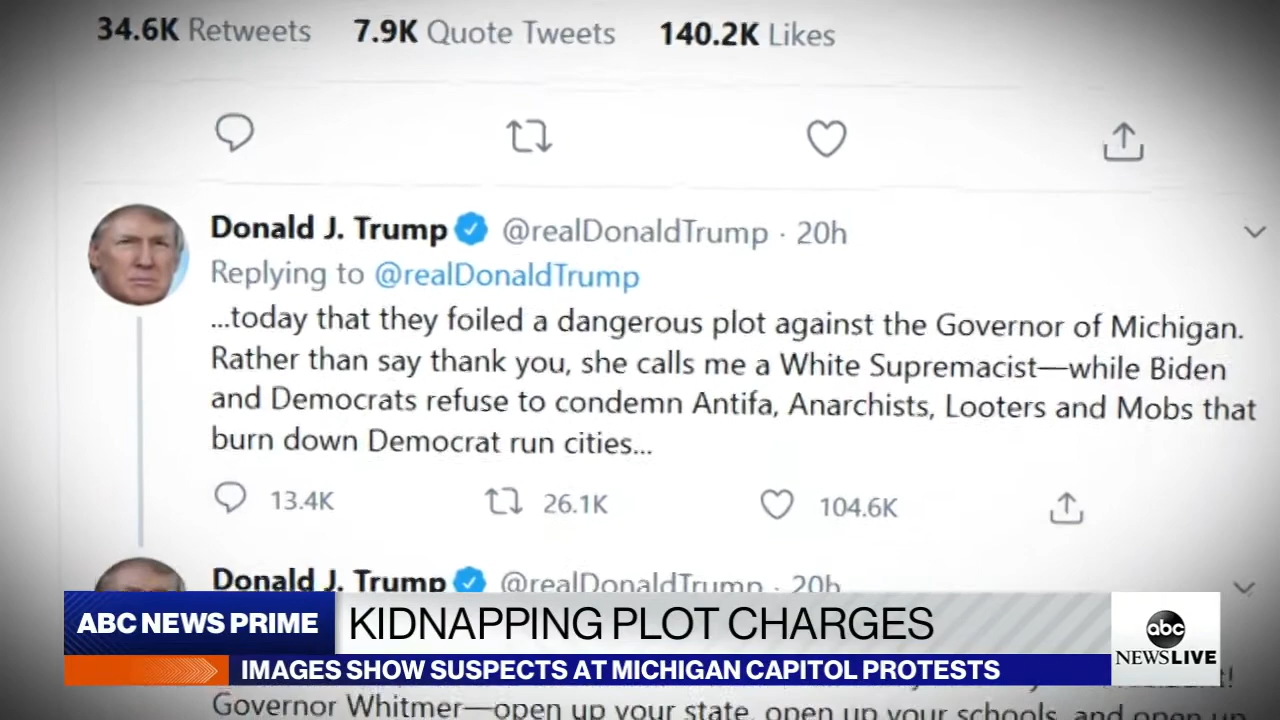 34.6K Retweets 7.9K Quote Tweets 140.2K Likes
Donald J. Trump @realDonaldTrump · 20h
Replying to @realDonaldTrump
...today that they foiled a dangerous plot against the Governor of Michigan.
Rather than say thank you, she calls me a White Supremacist—while Biden
and Democrats refuse to condemn Antifa, Anarchists, Looters and Mobs that
burn down Democrat run cities...
13.4K 26.1K 104.6K
Donald J. Trump @realDonaldTrump · 20h
ABC NEWS PRIME KIDNAPPING PLOT CHARGES
abc
NEWS LIVE
IMAGES SHOW SUSPECTS AT MICHIGAN CAPITOL PROTESTS
Governor Whitmer—open up your state, open up your schools, and open up